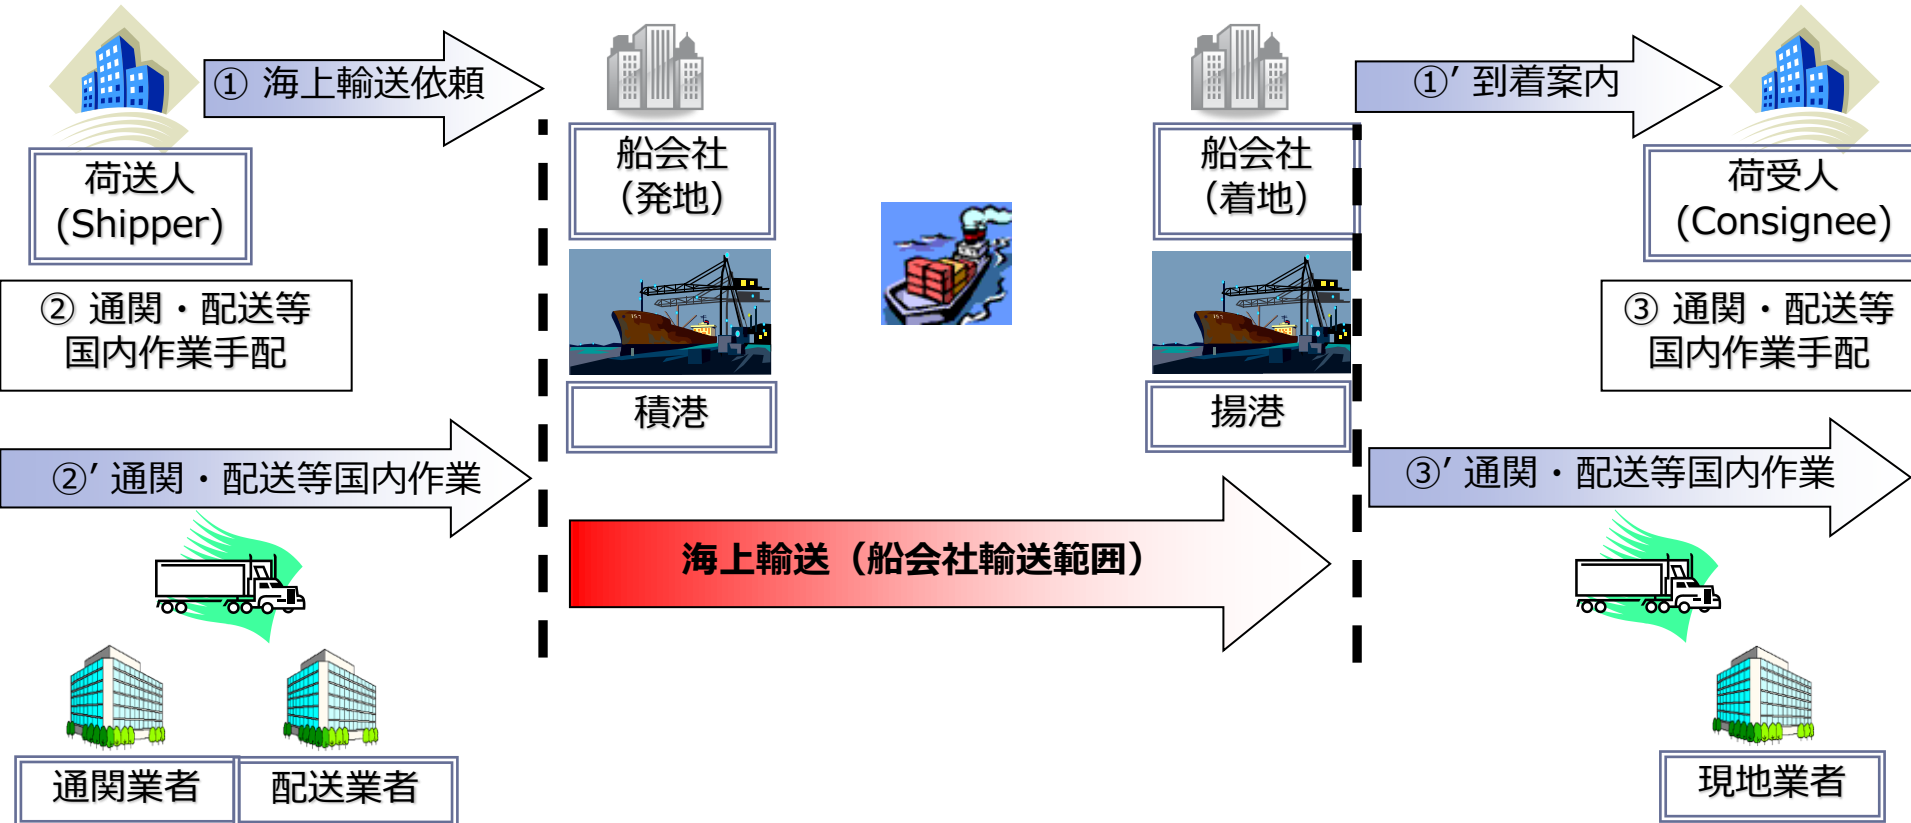 ① 海上輸送依頼
荷送人
(Shipper)
② 通関・配送等
国内作業手配
②’ 通関・配送等国内作業
通関業者
配送業者
船会社
（発地）
積港
船会社
（着地）
揚港
海上輸送（船会社輸送範囲）
①’ 到着案内
荷受人
(Consignee)
③ 通関・配送等
国内作業手配
③’ 通関・配送等国内作業
現地業者